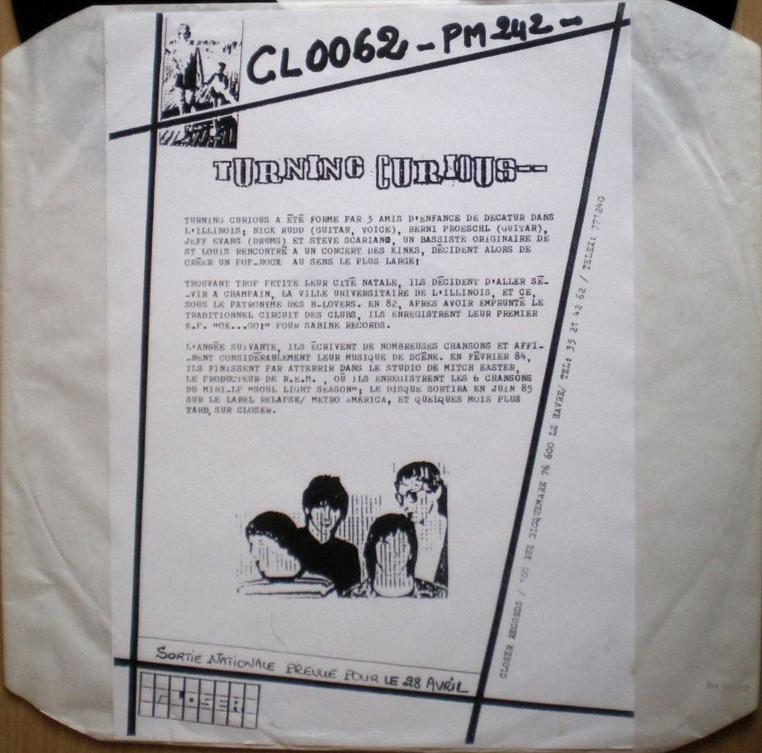 CL0062 - PM 242 -
TURNING CURIOUS--
TURNING CURIOUS A ÉTÉ FORME PAR 3 AMIS D'ENFANCE DE DECATUR DANS
L'ILLINOIS; NICK RUDD (GUITAR, VOICE), BERNI PROESCHL (GUITAR),
JEFF EVANS (DRUMS) ET STEVE SCARIANO, UN BASSISTE ORIGINAIRE DE
ST LOUIS RENCONTRÉ A UN CONCERT DES KINKS, DÉCIDENT ALORS DE
CRÉER UN POP-ROCK AU SENS LE PLUS LARGE!
TROUVANT TROP PETITE LEUR CITÉ NATALE, ILS DÉCIDENT D'ALLER SÉ-
-VIR A CHAMPAIN, LA VILLE UNIVERSITAIRE DE L'ILLINOIS, ET CE,
SOUS LE PATRONYME DES B-LOVERS. EN 82, APRES AVOIR EMPRUNTÉ LE
TRADITIONNEL CIRCUIT DES CLUBS, ILS ENREGISTRENT LEUR PREMIER
E.P. "OK...GO!" POUR SABINE RECORDS.
L'ANNÉE SUIVANTE, ILS ÉCRIVENT DE NOMBREUSES CHANSONS ET AFFI-
-NENT CONSIDÉRABLEMENT LEUR MUSIQUE DE SCÈNE. EN FÉVRIER 84,
ILS FINISSENT PAR ATTERRIR DANS LE STUDIO DE MITCH EASTER,
LE PRODUCTEUR DE R.E.M. , OÙ ILS ENREGISTRENT LES 6 CHANSONS
DU MINI-LP "SOUL LIGHT SEASON"; LE DISQUE SORTIRA EN JUIN 85
SUR LE LABEL RELAPSE/ METRO AMERICA, ET QUELQUES MOIS PLUS
TARD, SUR CLOSER.
CLOSER RECORDS / 100 RUE DICQUEMARE 76 600 LE HAVRE/ TEL: 35 21 42 62 / TELEX: 771240
SORTIE NATIONALE PREVUE POUR LE 28 AVRIL